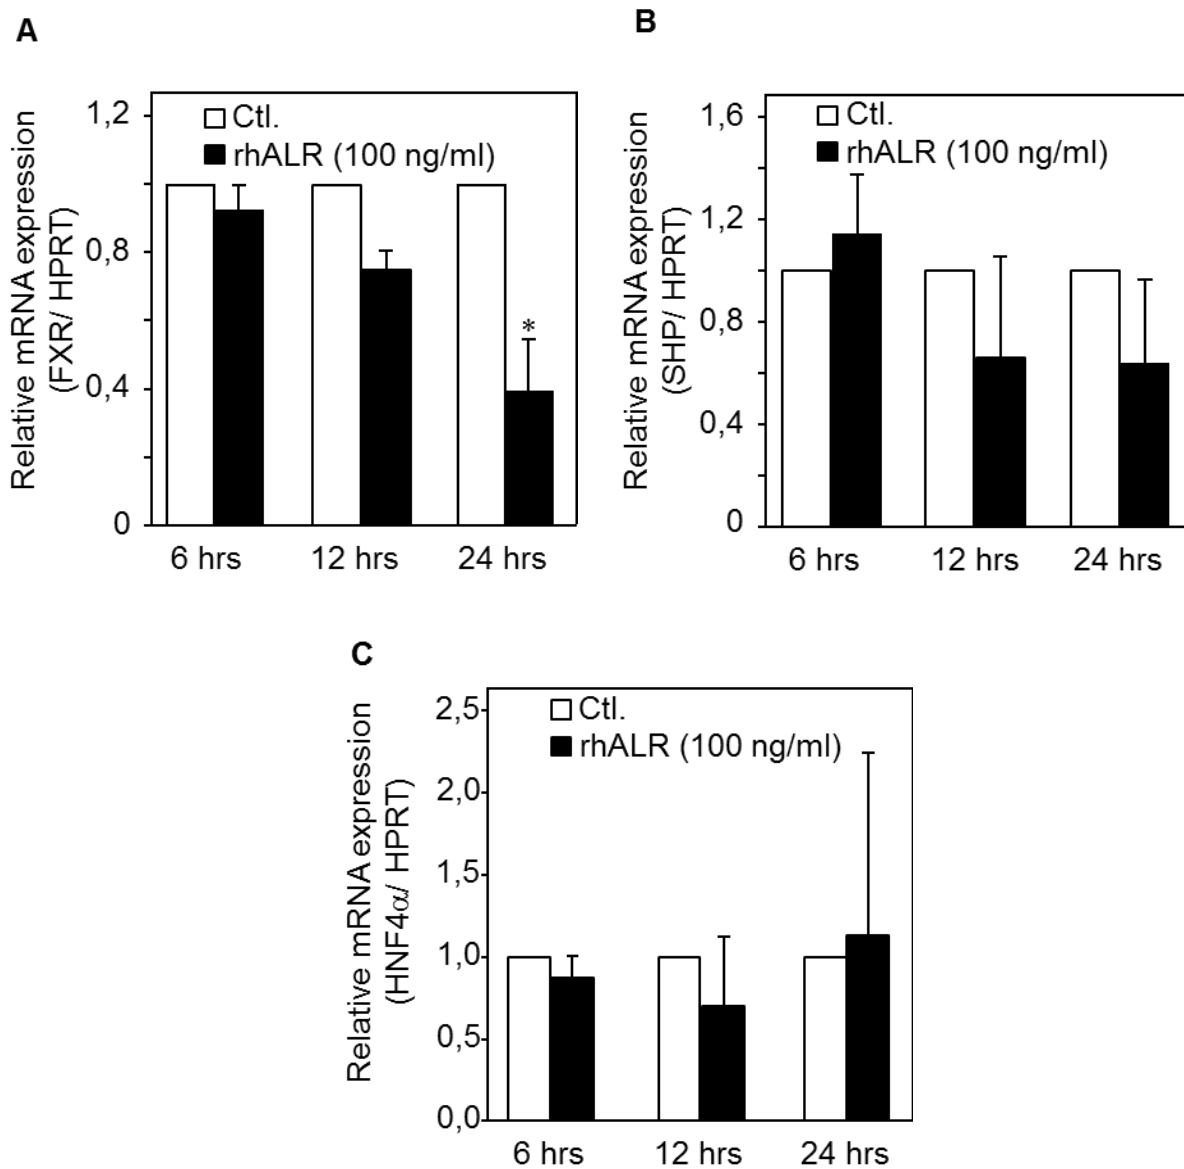 A
Relative mRNA expression
(FXR/ HPRT)
1,2
0,8
0,4
0
Ctl.
rhALR (100 ng/ml)
*
6 hrs 12 hrs 24 hrs
B
Relative mRNA expression
(SHP/ HPRT)
1,6
1,2
0,8
0,4
0
Ctl.
rhALR (100 ng/ml)
6 hrs 12 hrs 24 hrs
C
Relative mRNA expression
(HNF4α/ HPRT)
2,5
2,0
1,5
1,0
0,5
0,0
Ctl.
rhALR (100 ng/ml)
6 hrs 12 hrs 24 hrs